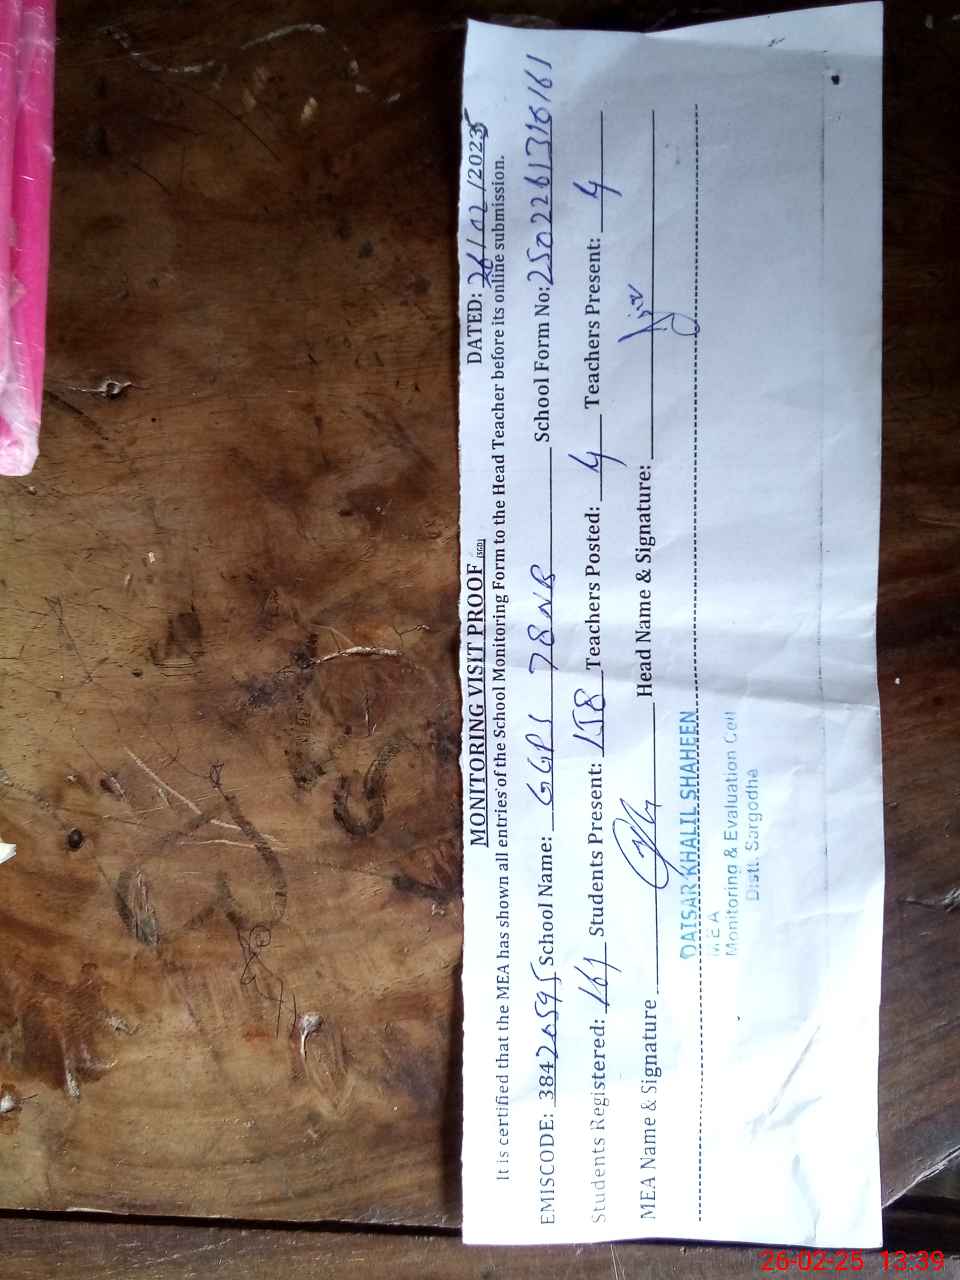 MONITORING VISIT PROOF (SGD) DATED: 26/02/2025
It is certified that the MEA has shown all entries of the School Monitoring Form to the Head Teacher before its online submission.
EMISCODE: 38420595 School Name: GGPS 78NB School Form No: 2502261310161
Students Registered: 161 Students Present: 158 Teachers Posted: 4 Teachers Present: 4
MEA Name & Signature Head Name & Signature:
QAISAR KHALIL SHAHEEN
MEA
Monitoring & Evaluation Cell
Distt. Sargodha
26-02-25 13:39